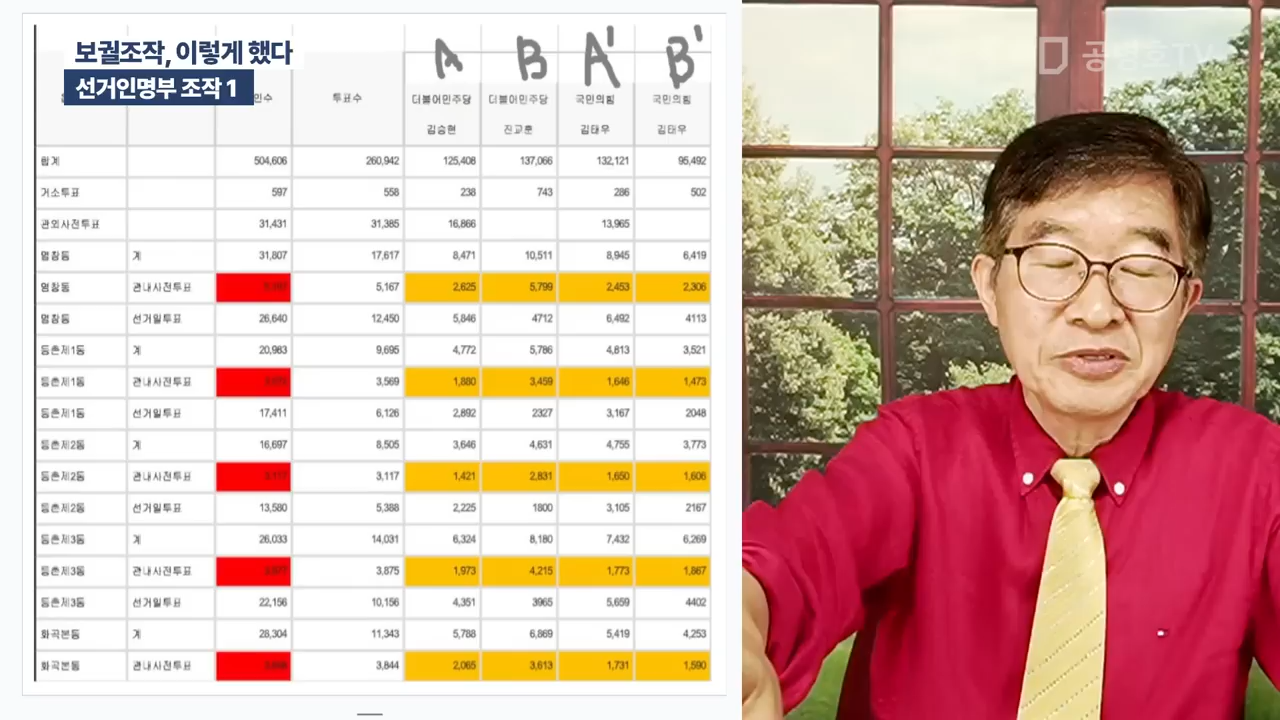 보궐조작, 이렇게 했다
선거인명부 조작 1
공병호TV
A B A' B'
인수 투표수 더불어민주당 더불어민주당 국민의힘 국민의힘
김승현 진교훈 김태우 김태우
합계 504,606 260,942 125,408 137,066 132,121 95,492
거소투표 597 558 238 743 286 502
관외사전투표 31,431 31,385 16,866 13,965
염창동 계 31,807 17,617 8,471 10,511 8,945 6,419
염창동 관내사전투표 5,167 2,625 5,799 2,453 2,306
염창동 선거일투표 26,640 12,450 5,846 4712 6,492 4113
등촌제1동 계 20,983 9,695 4,772 5,786 4,813 3,521
등촌제1동 관내사전투표 3,569 1,880 3,459 1,646 1,473
등촌제1동 선거일투표 17,411 6,126 2,892 2327 3,167 2048
등촌제2동 계 16,697 8,505 3,646 4,631 4,755 3,773
등촌제2동 관내사전투표 3,117 3,117 1,421 2,831 1,650 1,606
등촌제2동 선거일투표 13,580 5,388 2,225 1800 3,105 2167
등촌제3동 계 26,033 14,031 6,324 8,180 7,432 6,269
등촌제3동 관내사전투표 3,875 1,973 4,215 1,773 1,867
등촌제3동 선거일투표 22,156 10,156 4,351 3965 5,659 4402
화곡본동 계 28,304 11,343 5,788 6,869 5,419 4,253
화곡본동 관내사전투표 3,844 2,065 3,613 1,731 1,590